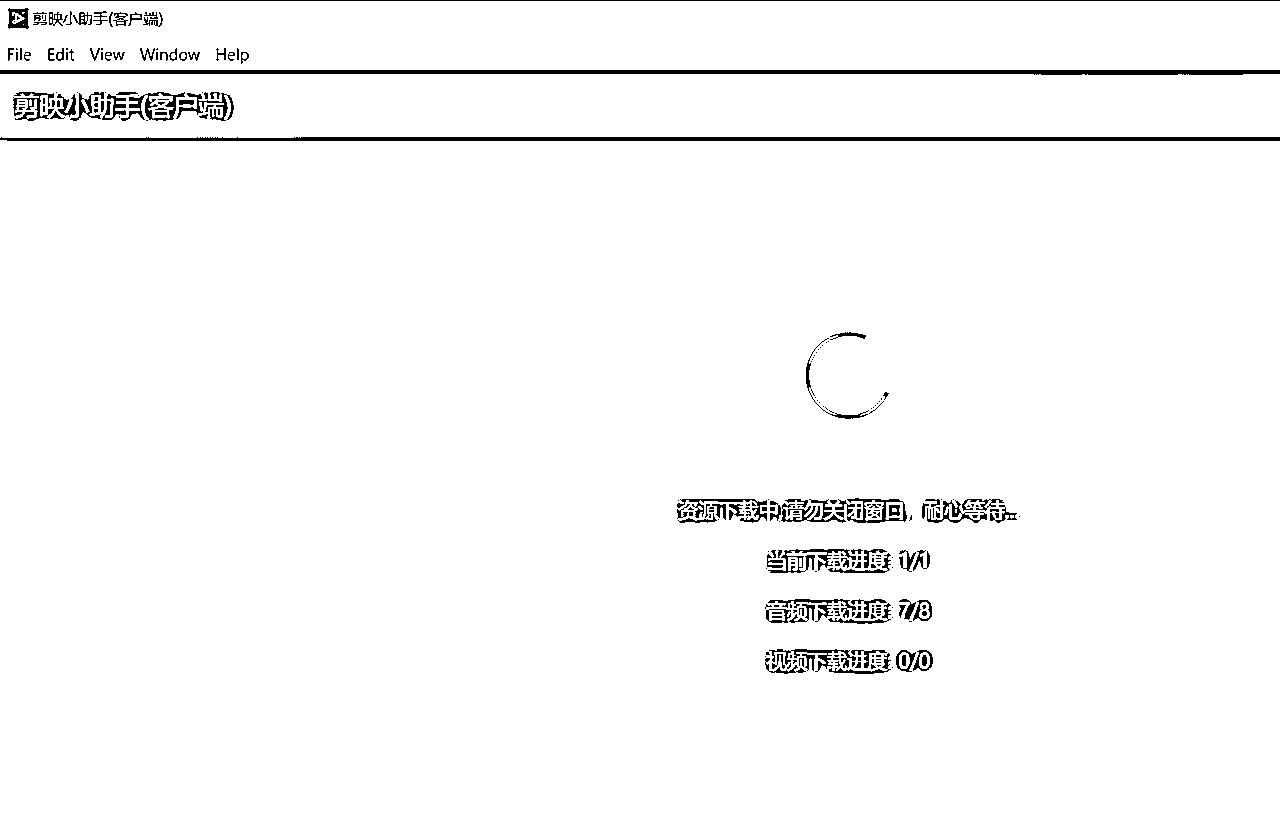 剪映小助手(客户端)
File Edit View Window Help
剪映小助手(客户端)
资源下载中,请勿关闭窗口，耐心等待...
当前下载进度: 1/1
音频下载进度: 7/8
视频下载进度: 0/0